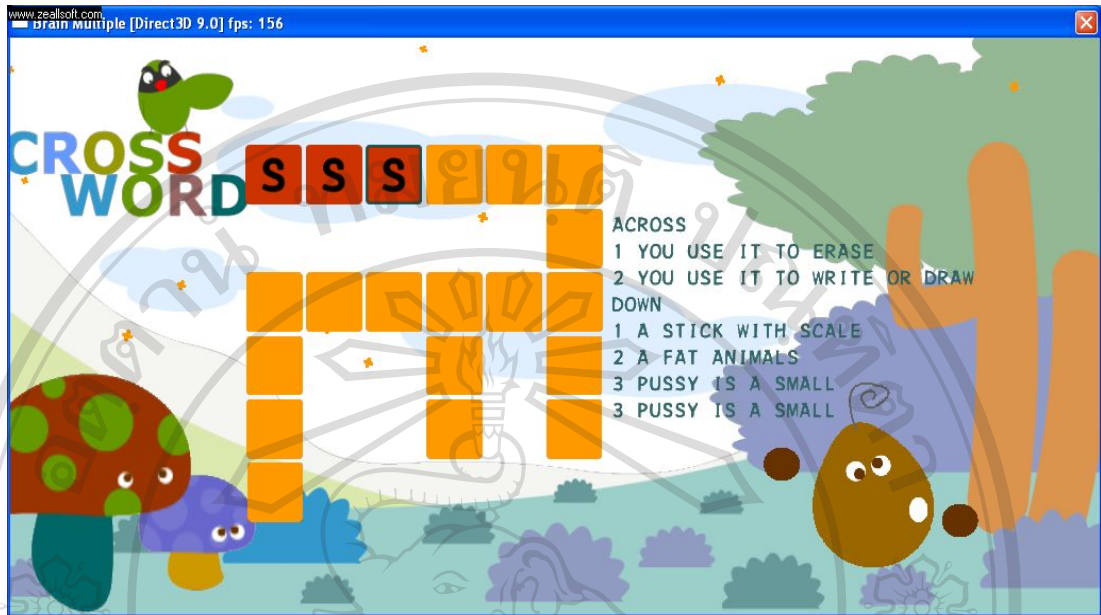 www.zeallsoft.com
Brain Multiple [Direct3D 9.0] fps: 156
CROSS
WORD
S S S
ACROSS
1 YOU USE IT TO ERASE
2 YOU USE IT TO WRITE OR DRAW
DOWN
1 A STICK WITH SCALE
2 A FAT ANIMALS
3 PUSSY IS A SMALL
3 PUSSY IS A SMALL